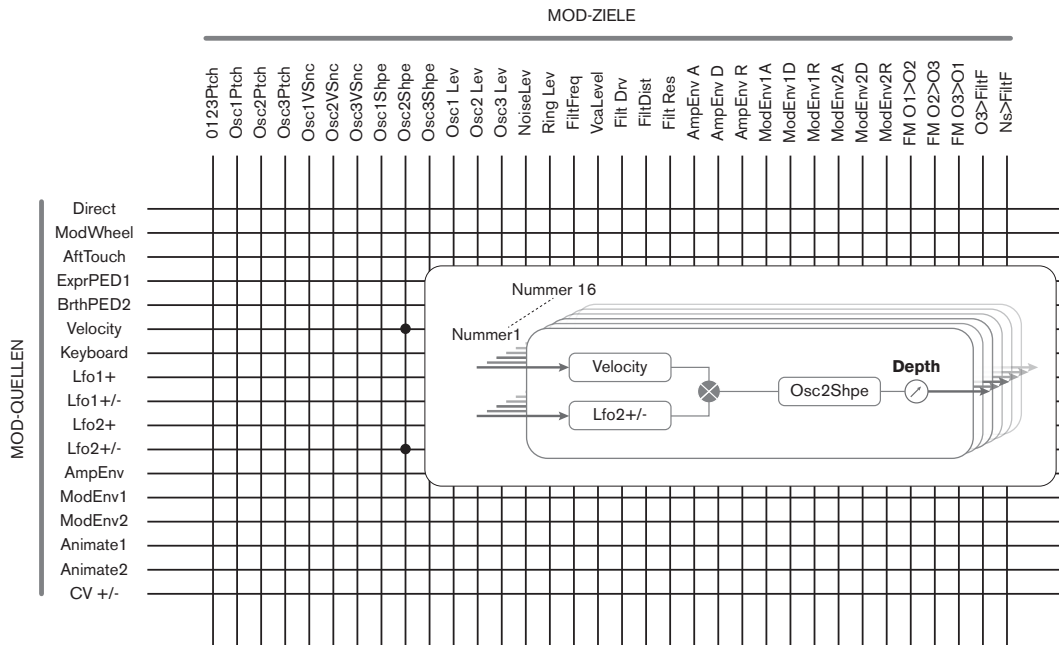 MOD-ZIELE
0123Ptch
Osc1Ptch
Osc2Ptch
Osc3Ptch
Osc1VSnc
Osc2VSnc
Osc3VSnc
Osc1Shpe
Osc2Shpe
Osc3Shpe
Osc1 Lev
Osc2 Lev
Osc3 Lev
NoiseLev
Ring Lev
FiltFreq
VcaLevel
Filt Drv
FiltDist
Filt Res
AmpEnv A
AmpEnv D
AmpEnv R
ModEnv1A
ModEnv1D
ModEnv1R
ModEnv2A
ModEnv2D
ModEnv2R
FM O1>O2
FM O2>O3
FM O3>O1
O3>FiltF
Ns>FiltF
MOD-QUELLEN
Direct
ModWheel
AftTouch
ExprPED1
BrthPED2
Velocity
Keyboard
Lfo1+
Lfo1+/-
Lfo2+
Lfo2+/-
AmpEnv
ModEnv1
ModEnv2
Animate1
Animate2
CV +/-
Nummer 16
Nummer1
Velocity
Lfo2+/-
Osc2Shpe
Depth